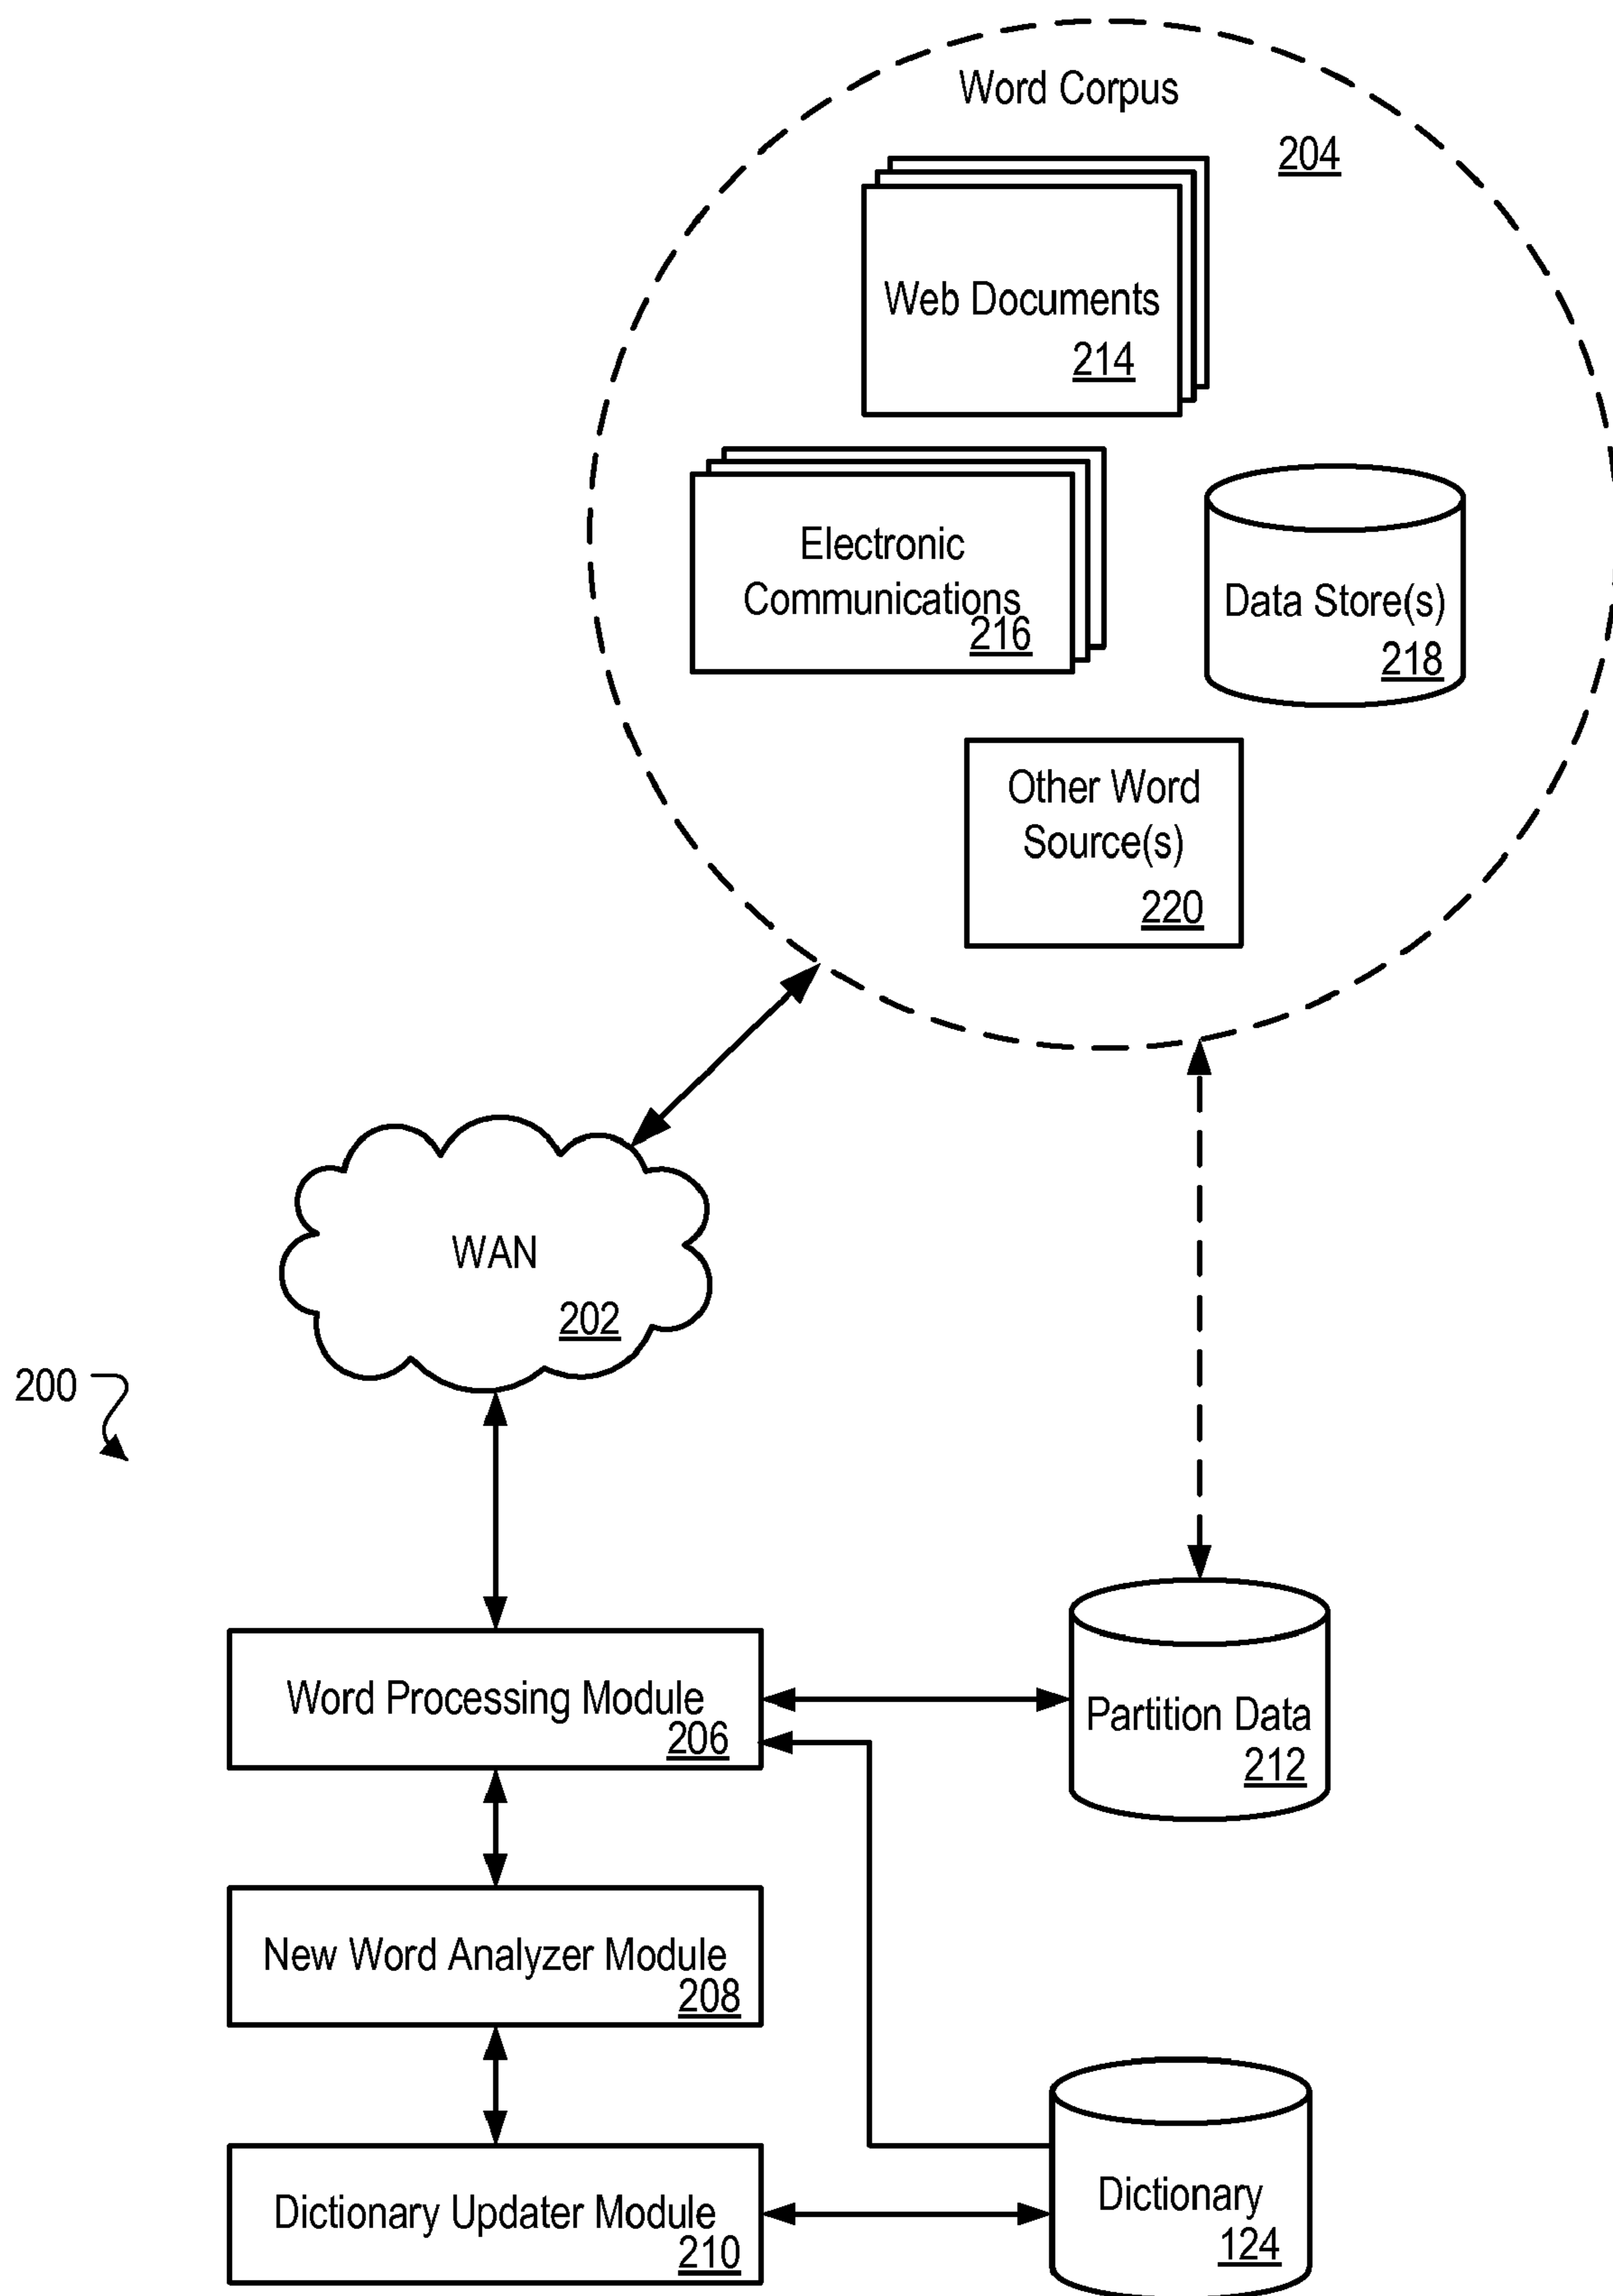 Word Corpus
204
Web Documents
214
Electronic
Communications
216
Data Store(s)
218
Other Word
Source(s)
220
WAN
202
200
Word Processing Module
206
Partition Data
212
New Word Analyzer Module
208
Dictionary Updater Module
210
Dictionary
124